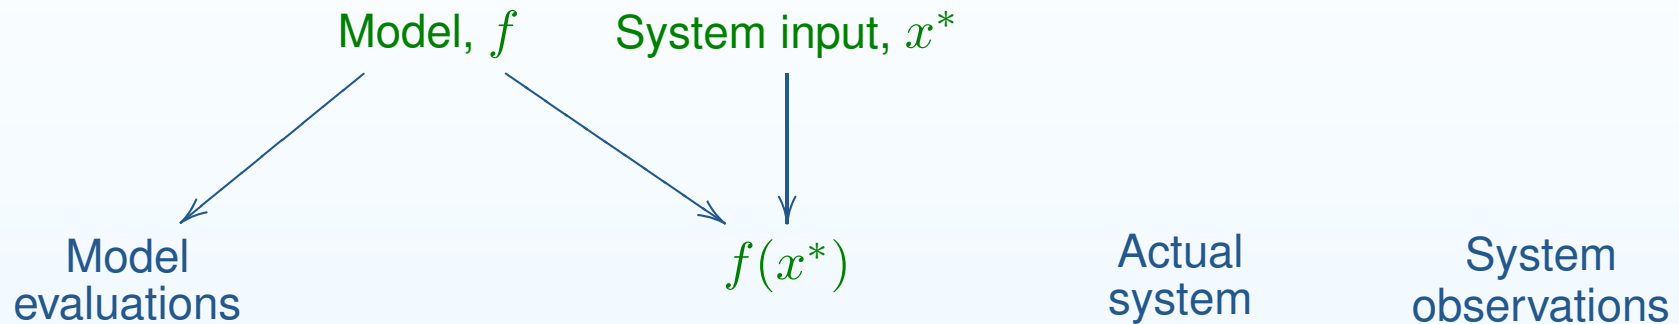 Model, f
System input, x*
Model
evaluations
f(x*)
Actual
system
System
observations